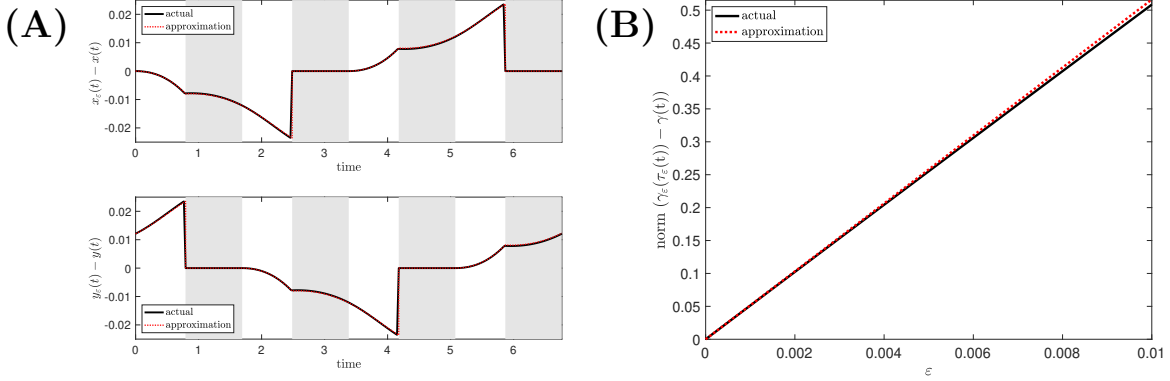 (A)
0.02
0.01
0
-0.01
-0.02
x_ε(t) − x(t)
actual
approximation
0 1 2 3 4 5 6
time
0.02
0.01
0
-0.01
-0.02
y_ε(t) − y(t)
actual
approximation
0 1 2 3 4 5 6
time
(B)
0.5
0.45
0.4
0.35
0.3
0.25
0.2
0.15
0.1
0.05
0
norm (γ_ε(τ_ε(t)) − γ(t))
actual
approximation
0 0.002 0.004 0.006 0.008 0.01
ε